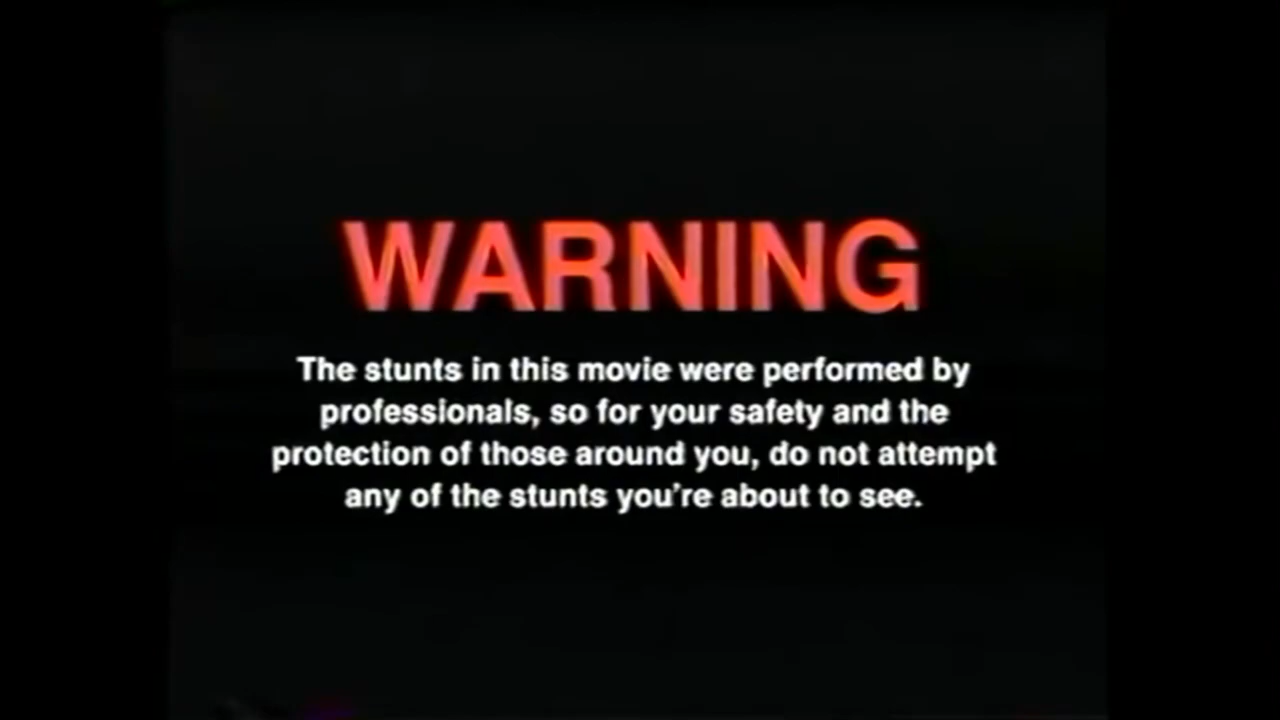 WARNING
The stunts in this movie were performed by
professionals, so for your safety and the
protection of those around you, do not attempt
any of the stunts you're about to see.